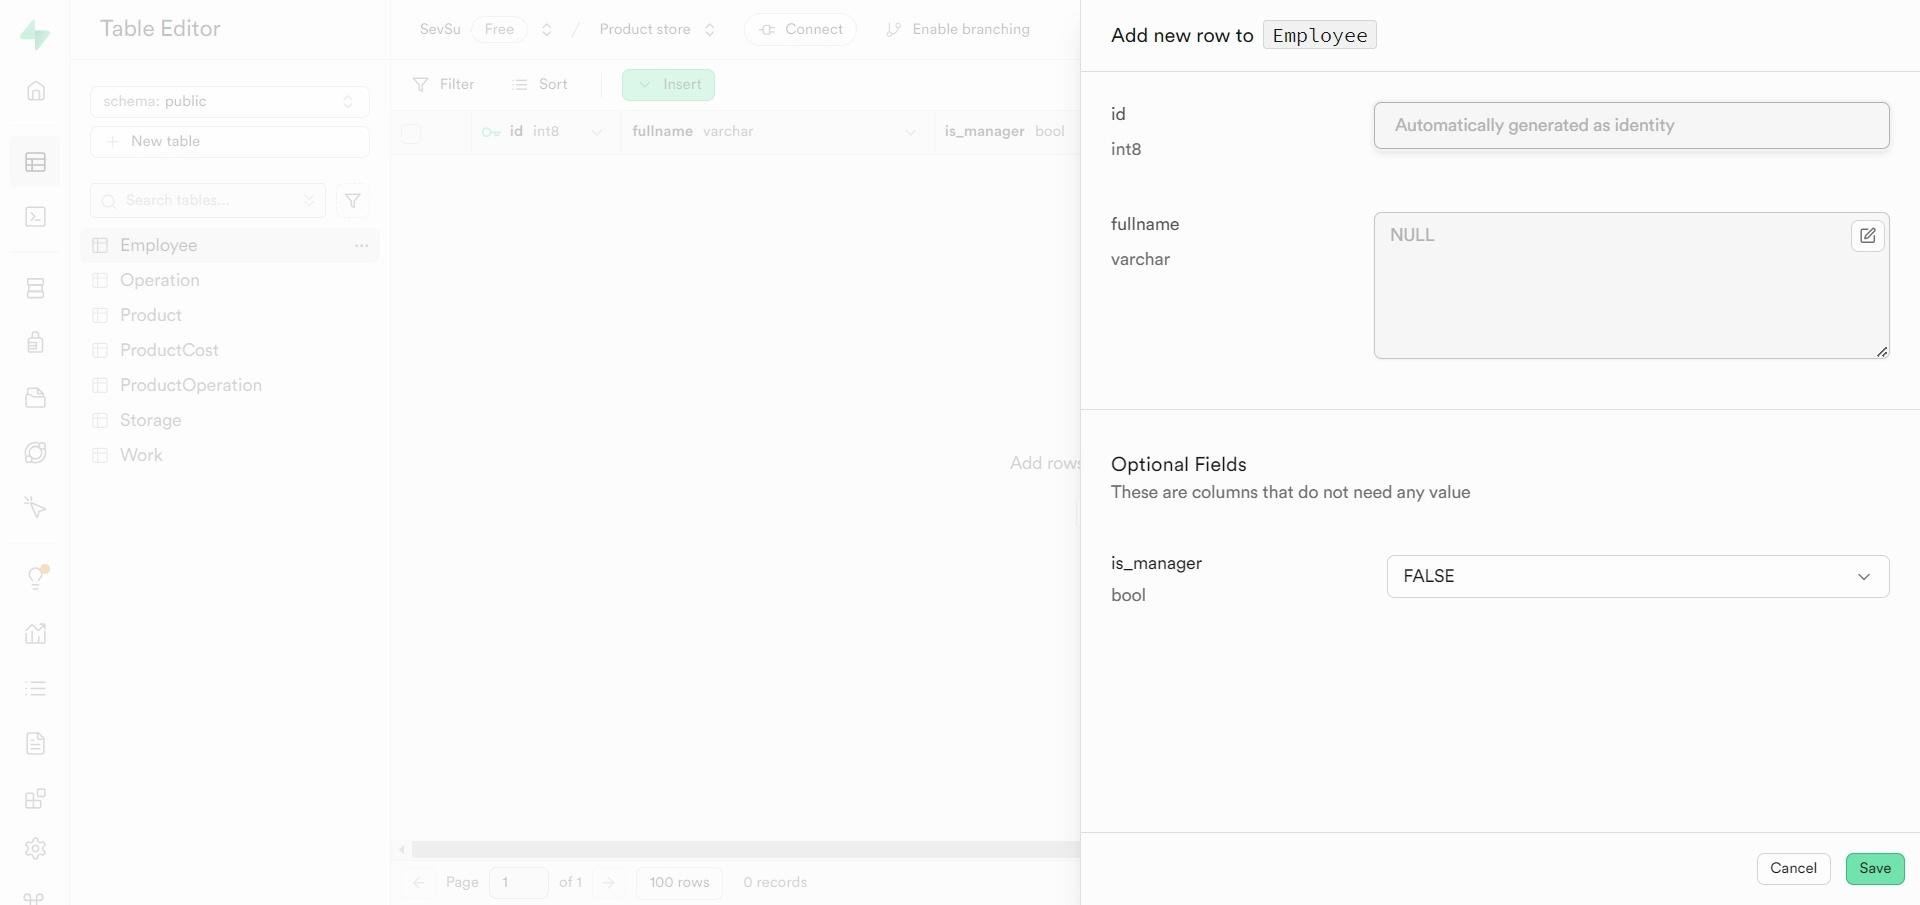 Table Editor
SevSu Free / Product store Connect Enable branching
schema: public
New table
Search tables...
Employee
Operation
Product
ProductCost
ProductOperation
Storage
Work
Filter Sort Insert
id int8 fullname varchar is_manager bool
Add rows
Page 1 of 1 100 rows 0 records
Add new row to Employee
id
int8
Automatically generated as identity
fullname
varchar
NULL
Optional Fields
These are columns that do not need any value
is_manager
bool
FALSE
Cancel Save